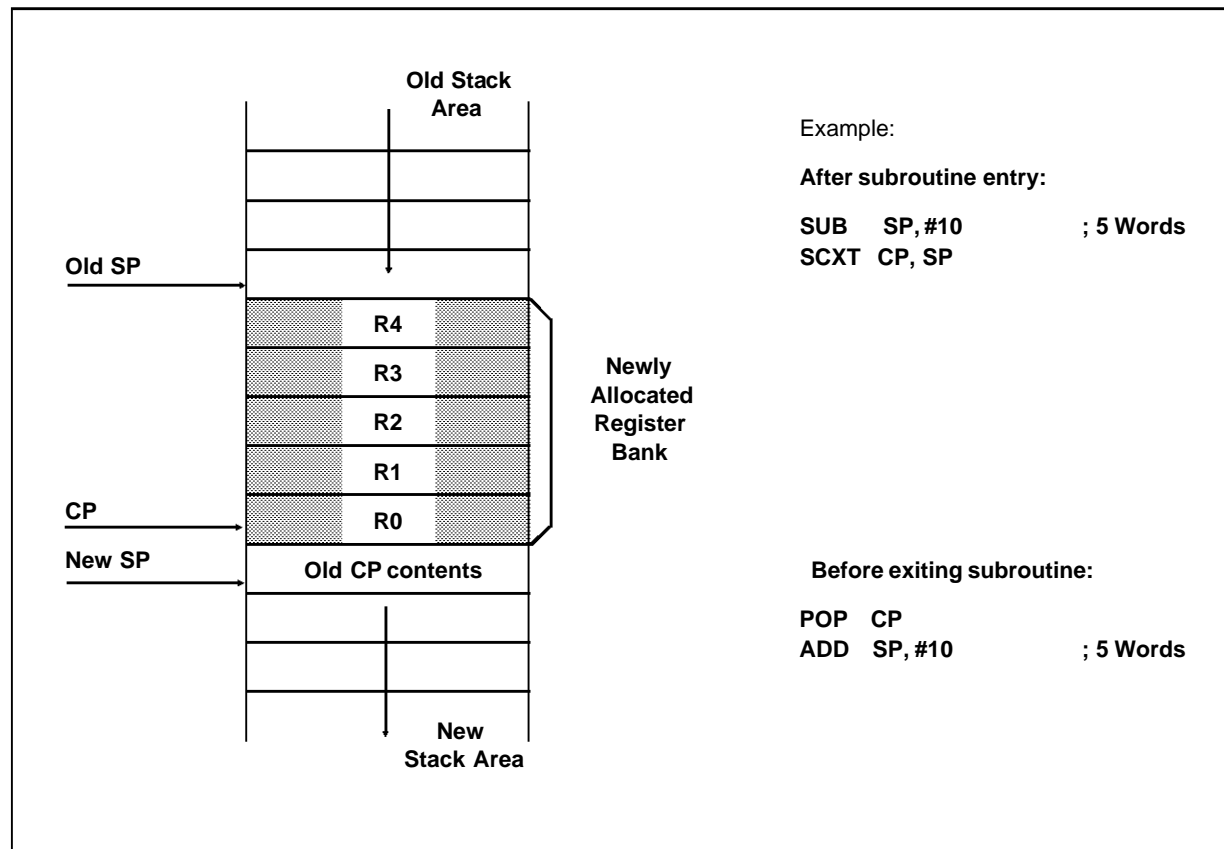 Old Stack
Area
Old SP
R4
R3
R2
R1
R0
CP
New SP
Old CP contents
Newly
Allocated
Register
Bank
New
Stack Area
Example:
After subroutine entry:
SUB SP, #10 ; 5 Words
SCXT CP, SP
Before exiting subroutine:
POP CP
ADD SP, #10 ; 5 Words